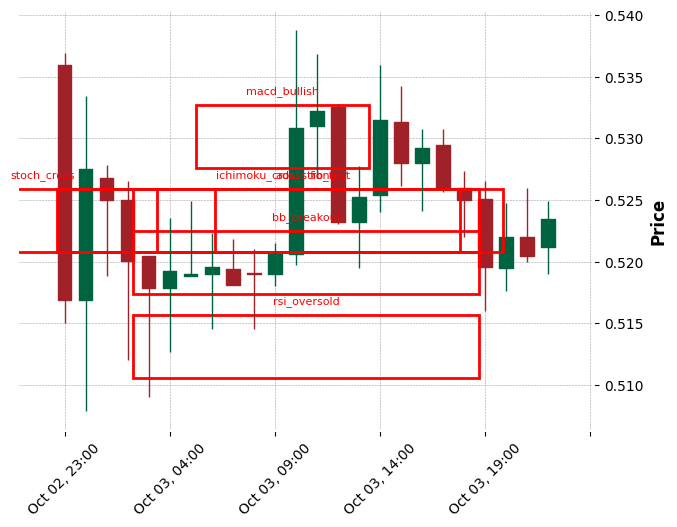 0.540
0.535
macd_bullish
0.530
stoch_cross
0.525
bb_breakout
0.520
rsi_oversold
0.515
0.510
Price
Oct 02, 23:00
Oct 03, 04:00
Oct 03, 09:00
Oct 03, 14:00
Oct 03, 19:00